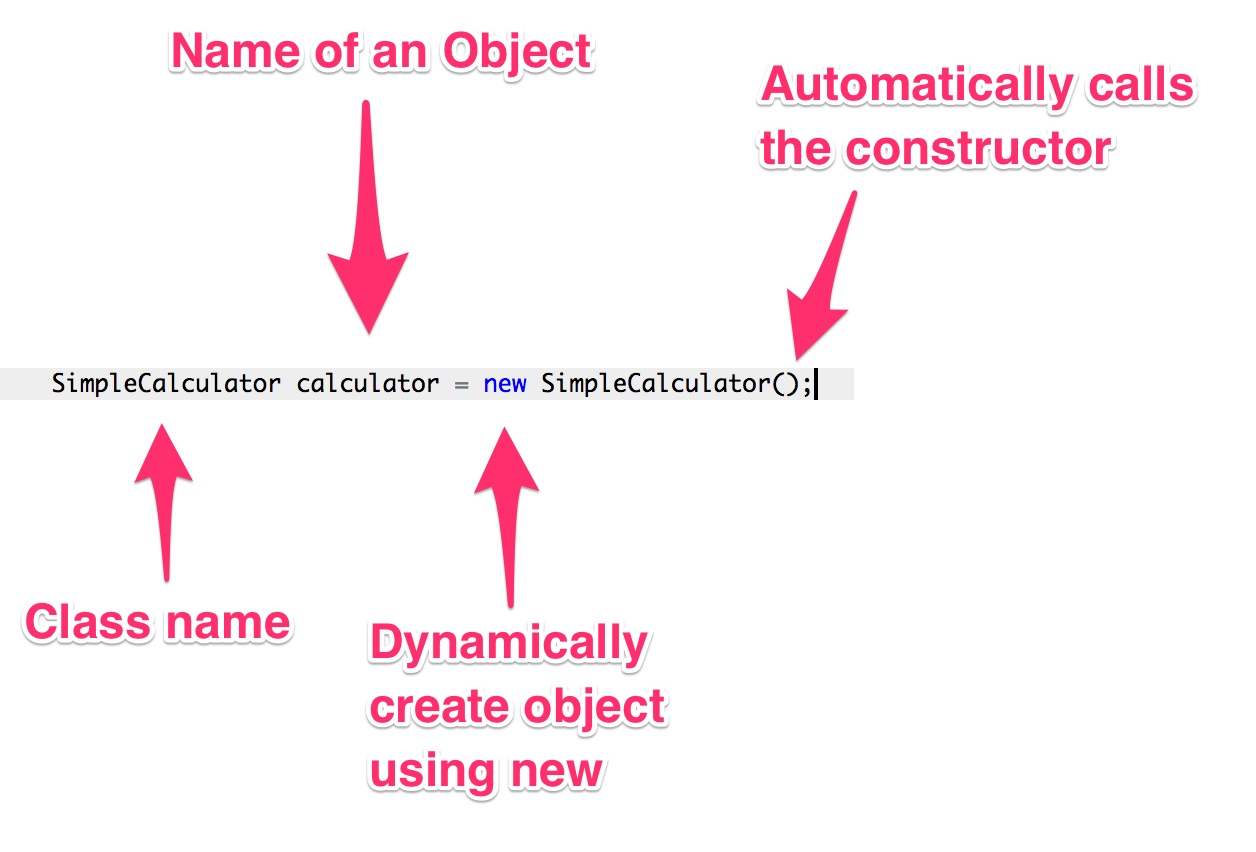 Name of an Object
Automatically calls
the constructor
SimpleCalculator calculator = new SimpleCalculator();
Class name
Dynamically
create object
using new